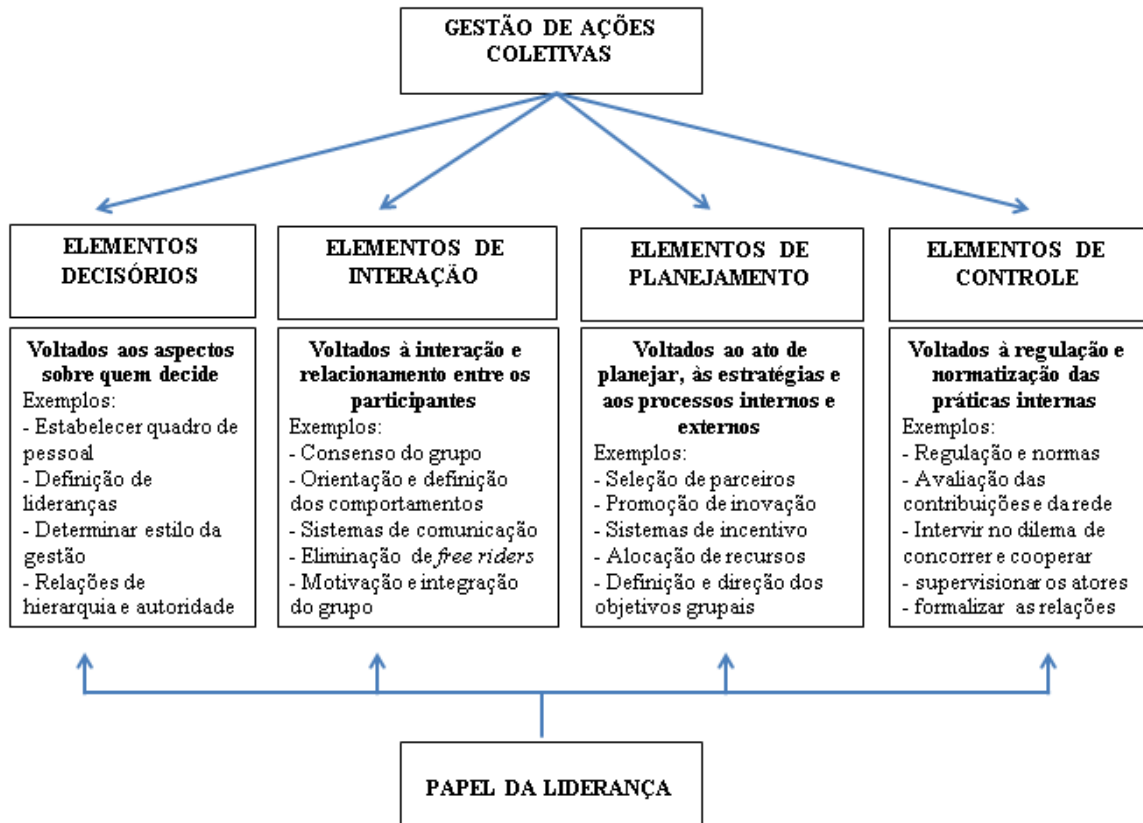 GESTÃO DE AÇÕES
COLETIVAS
ELEMENTOS
DECISÓRIOS
Voltados aos aspectos
sobre quem decide
Exemplos:
- Estabelecer quadro de
pessoal
- Definição de
lideranças
- Determinar estilo da
gestão
- Relações de
hierarquia e autoridade
ELEMENTOS DE
INTERAÇÃO
Voltados à interação e
relacionamento entre os
participantes
Exemplos:
- Consenso do grupo
- Orientação e definição
dos comportamentos
- Sistemas de comunicação
- Eliminação de free riders
- Motivação e integração
do grupo
ELEMENTOS DE
PLANEJAMENTO
Voltados ao ato de
planejar, às estratégias e
aos processos internos e
externos
Exemplos:
- Seleção de parceiros
- Promoção de inovação
- Sistemas de incentivo
- Alocação de recursos
- Definição e direção dos
objetivos grupais
ELEMENTOS DE
CONTROLE
Voltados à regulação e
normatização das
práticas internas
Exemplos:
- Regulação e normas
- Avaliação das
contribuições e da rede
- Intervir no dilema de
concorrer e cooperar
- supervisionar os atores
- formalizar as relações
PAPEL DA LIDERANÇA